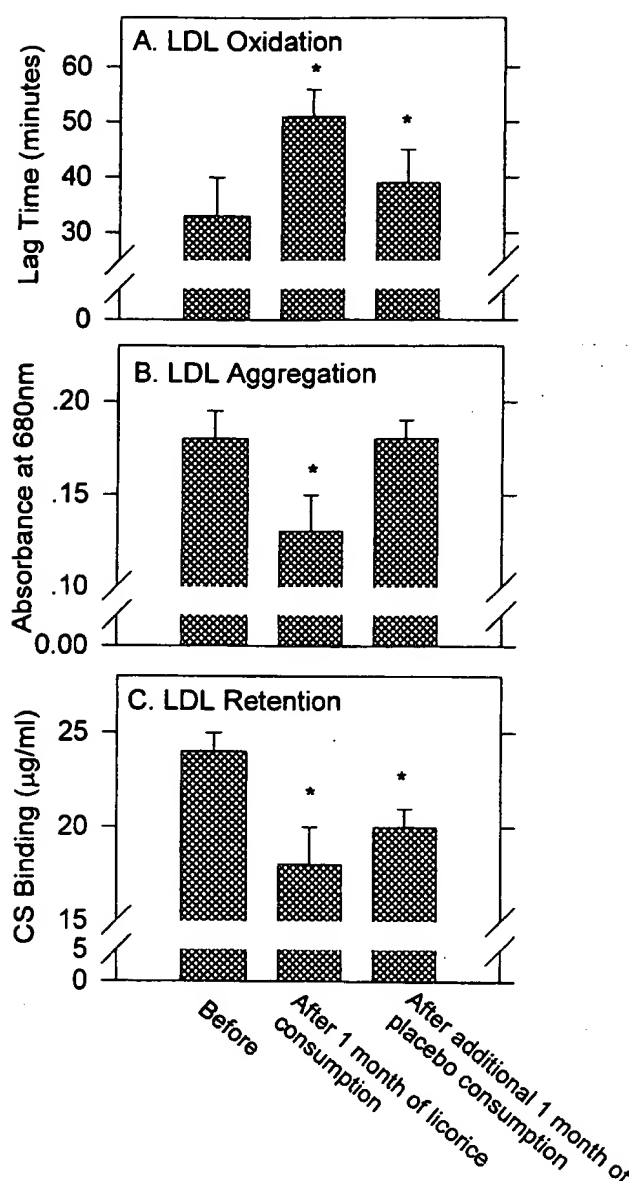 A. LDL Oxidation
Lag Time (minutes)
60
50
40
30
0
*
*
B. LDL Aggregation
Absorbance at 680nm
.20
.15
.10
0.00
*
C. LDL Retention
CS Binding (µg/ml)
25
20
15
5
0
*
*
Before
After 1 month of licorice
consumption
After additional 1 month of
placebo consumption